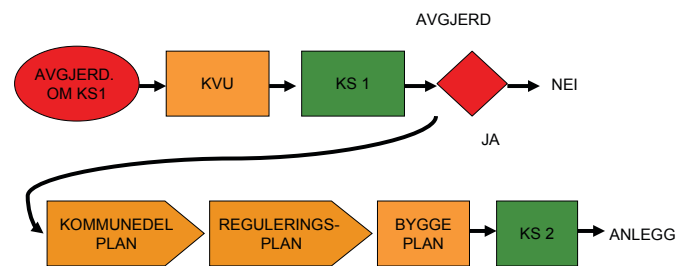 AVGJERD
AVGJERD.
OM KS1
KVU
KS 1
NEI
JA
KOMMUNEDEL
PLAN
REGULERINGS-
PLAN
BYGGE
PLAN
KS 2
ANLEGG